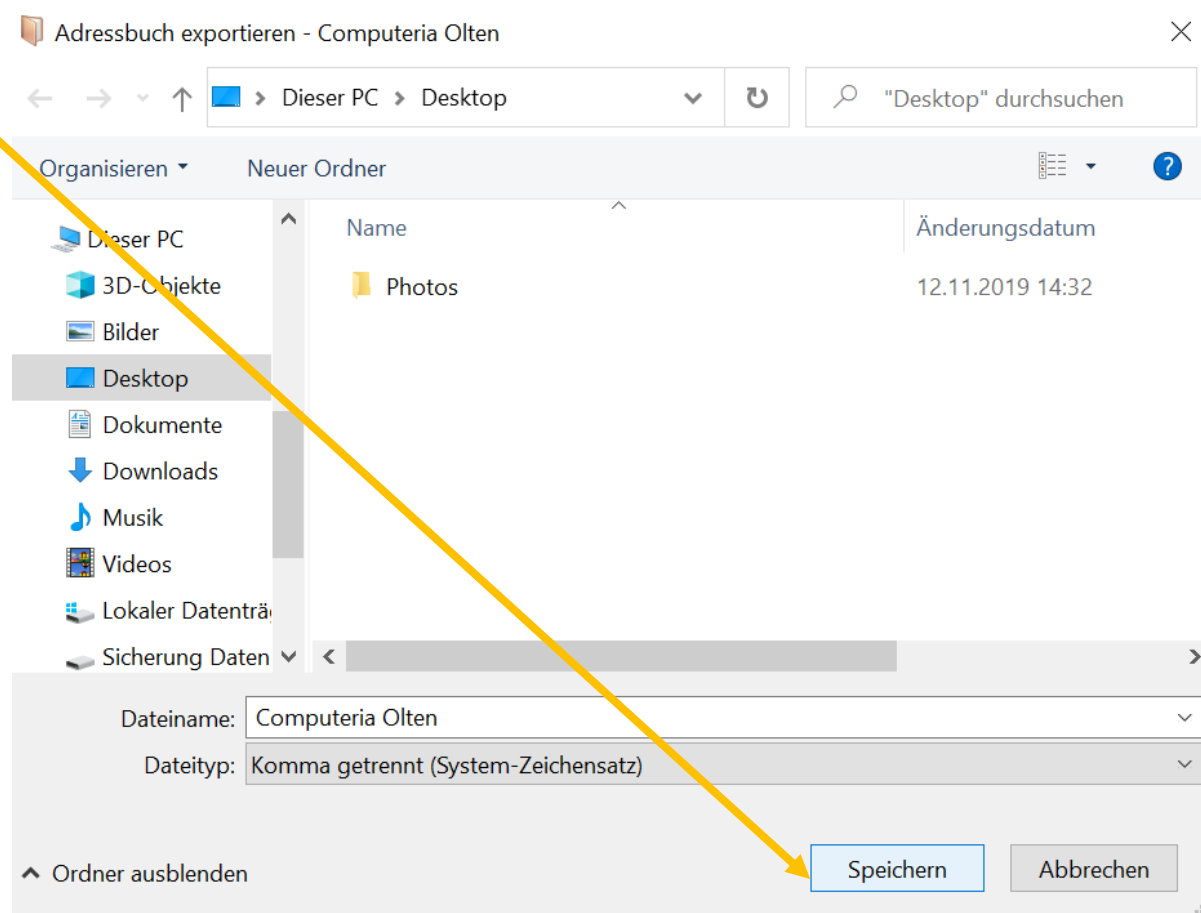 Adressbuch exportieren - Computeria Olten
Dieser PC > Desktop
"Desktop" durchsuchen
Organisieren
Neuer Ordner
?
Name
Änderungsdatum
Dieser PC
3D-Objekte
Bilder
Desktop
Dokumente
Downloads
Musik
Videos
Lokaler Datenträ
Sicherung Daten
Photos
12.11.2019 14:32
Dateiname: Computeria Olten
Dateityp: Komma getrennt (System-Zeichensatz)
Ordner ausblenden
Speichern
Abbrechen